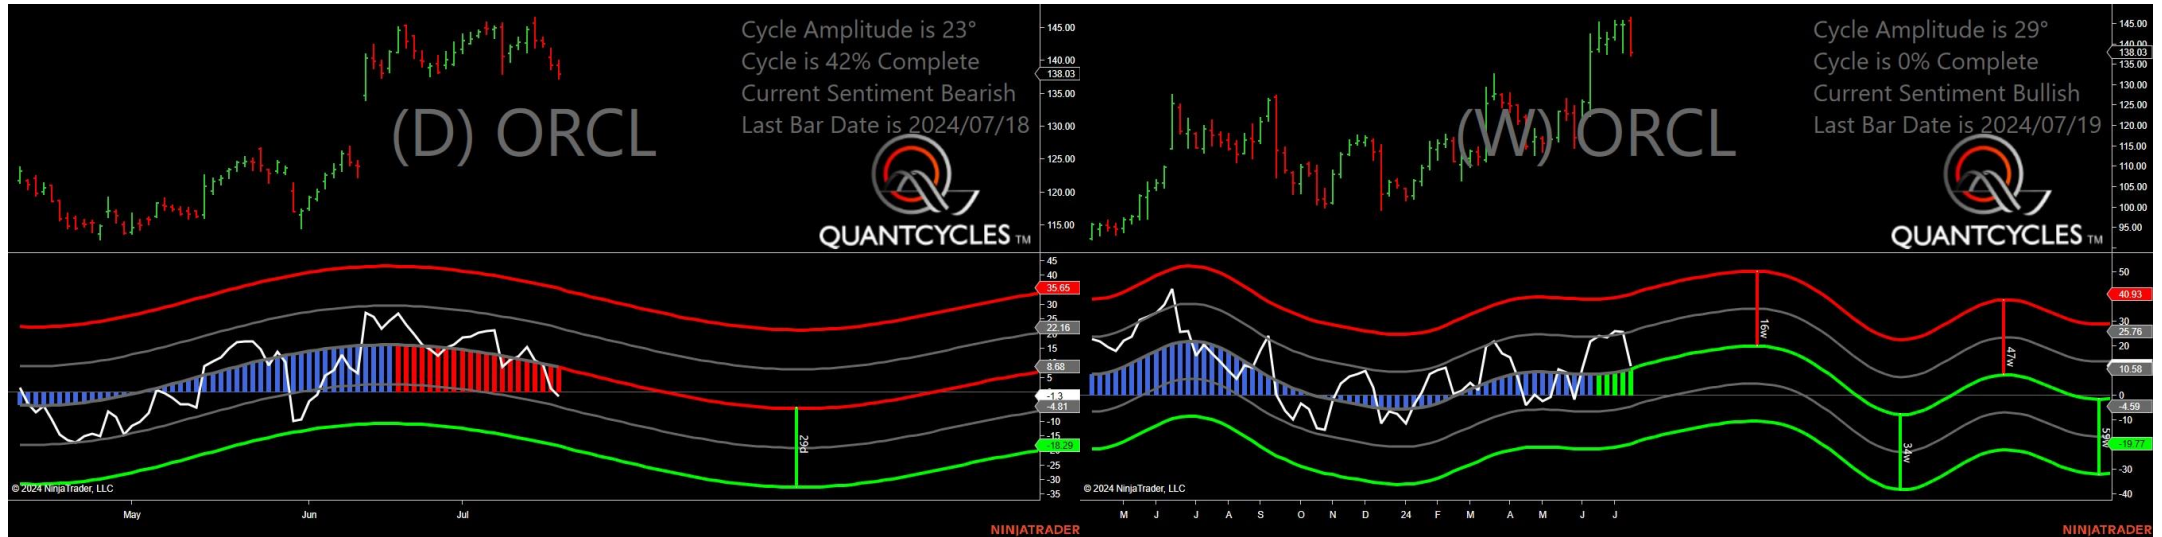 Cycle Amplitude is 23°
Cycle is 42% Complete
Current Sentiment Bearish
Last Bar Date is 2024/07/18
(D) ORCL
QUANTCYCLES TM
145.00
140.00
138.03
135.00
130.00
125.00
120.00
115.00
45
40
35.65
30
25
22.16
15
8.68
5
-1.3
-4.81
-10
-15
-18.29
-25
-30
-35
29d
© 2024 NinjaTrader, LLC
May Jun Jul
NINJATRADER
Cycle Amplitude is 29°
Cycle is 0% Complete
Current Sentiment Bullish
Last Bar Date is 2024/07/19
(W) ORCL
QUANTCYCLES TM
145.00
140.00
138.03
135.00
130.00
125.00
120.00
115.00
110.00
105.00
100.00
95.00
50
40.93
30
25.76
20
10.58
0
-4.59
-10
-19.77
-30
-40
16w
34w
47w
59w
© 2024 NinjaTrader, LLC
M J J A S O N D 24 F M A M J J
NINJATRADER